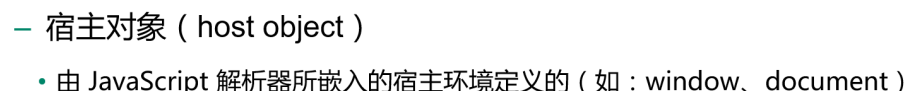 – 宿主对象（host object）
• 由 JavaScript 解析器所嵌入的宿主环境定义的（如：window、document）